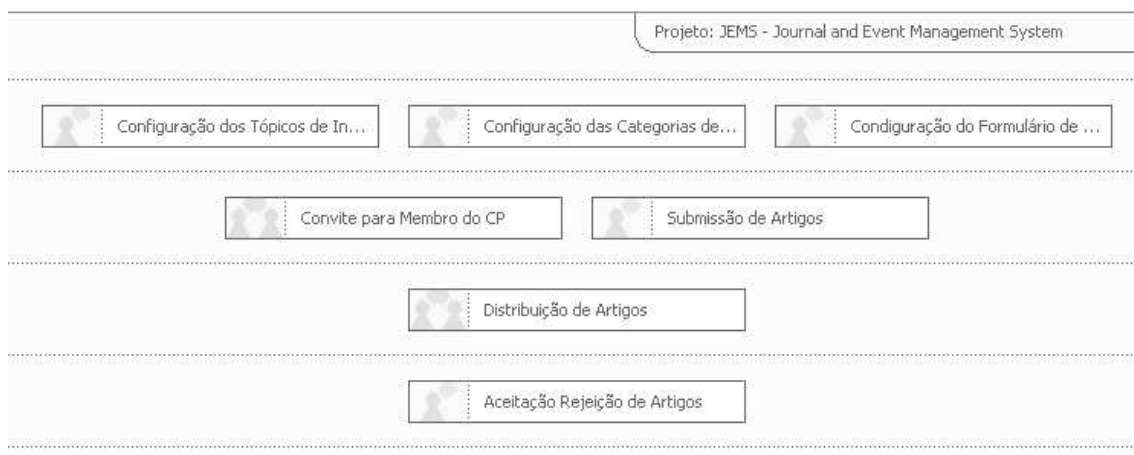 Projeto: JEMS - Journal and Event Management System
Configuração dos Tópicos de In...
Configuração das Categorias de...
Condiguração do Formulário de ...
Convite para Membro do CP
Submissão de Artigos
Distribuição de Artigos
Aceitação Rejeição de Artigos